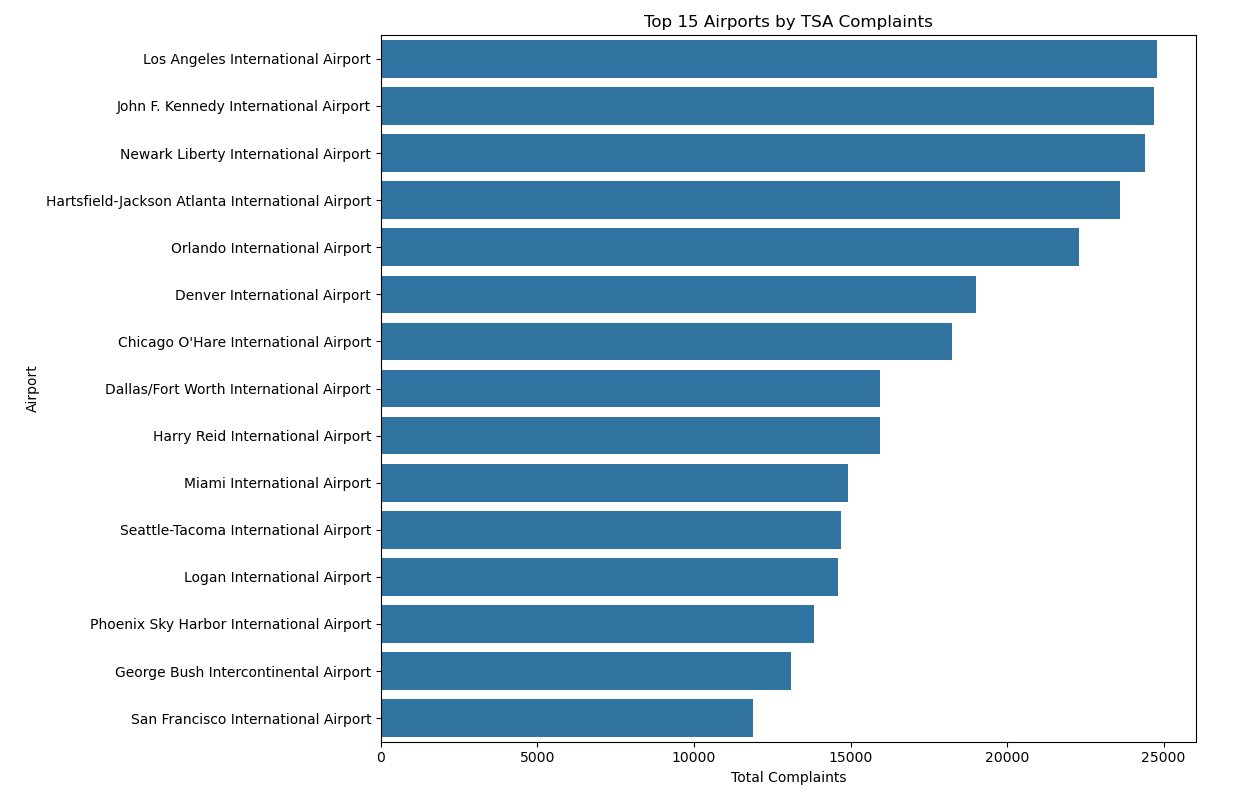 Top 15 Airports by TSA Complaints
Los Angeles International Airport
John F. Kennedy International Airport
Newark Liberty International Airport
Hartsfield-Jackson Atlanta International Airport
Orlando International Airport
Denver International Airport
Chicago O'Hare International Airport
Dallas/Fort Worth International Airport
Harry Reid International Airport
Miami International Airport
Seattle-Tacoma International Airport
Logan International Airport
Phoenix Sky Harbor International Airport
George Bush Intercontinental Airport
San Francisco International Airport
Airport
0 5000 10000 15000 20000 25000
Total Complaints